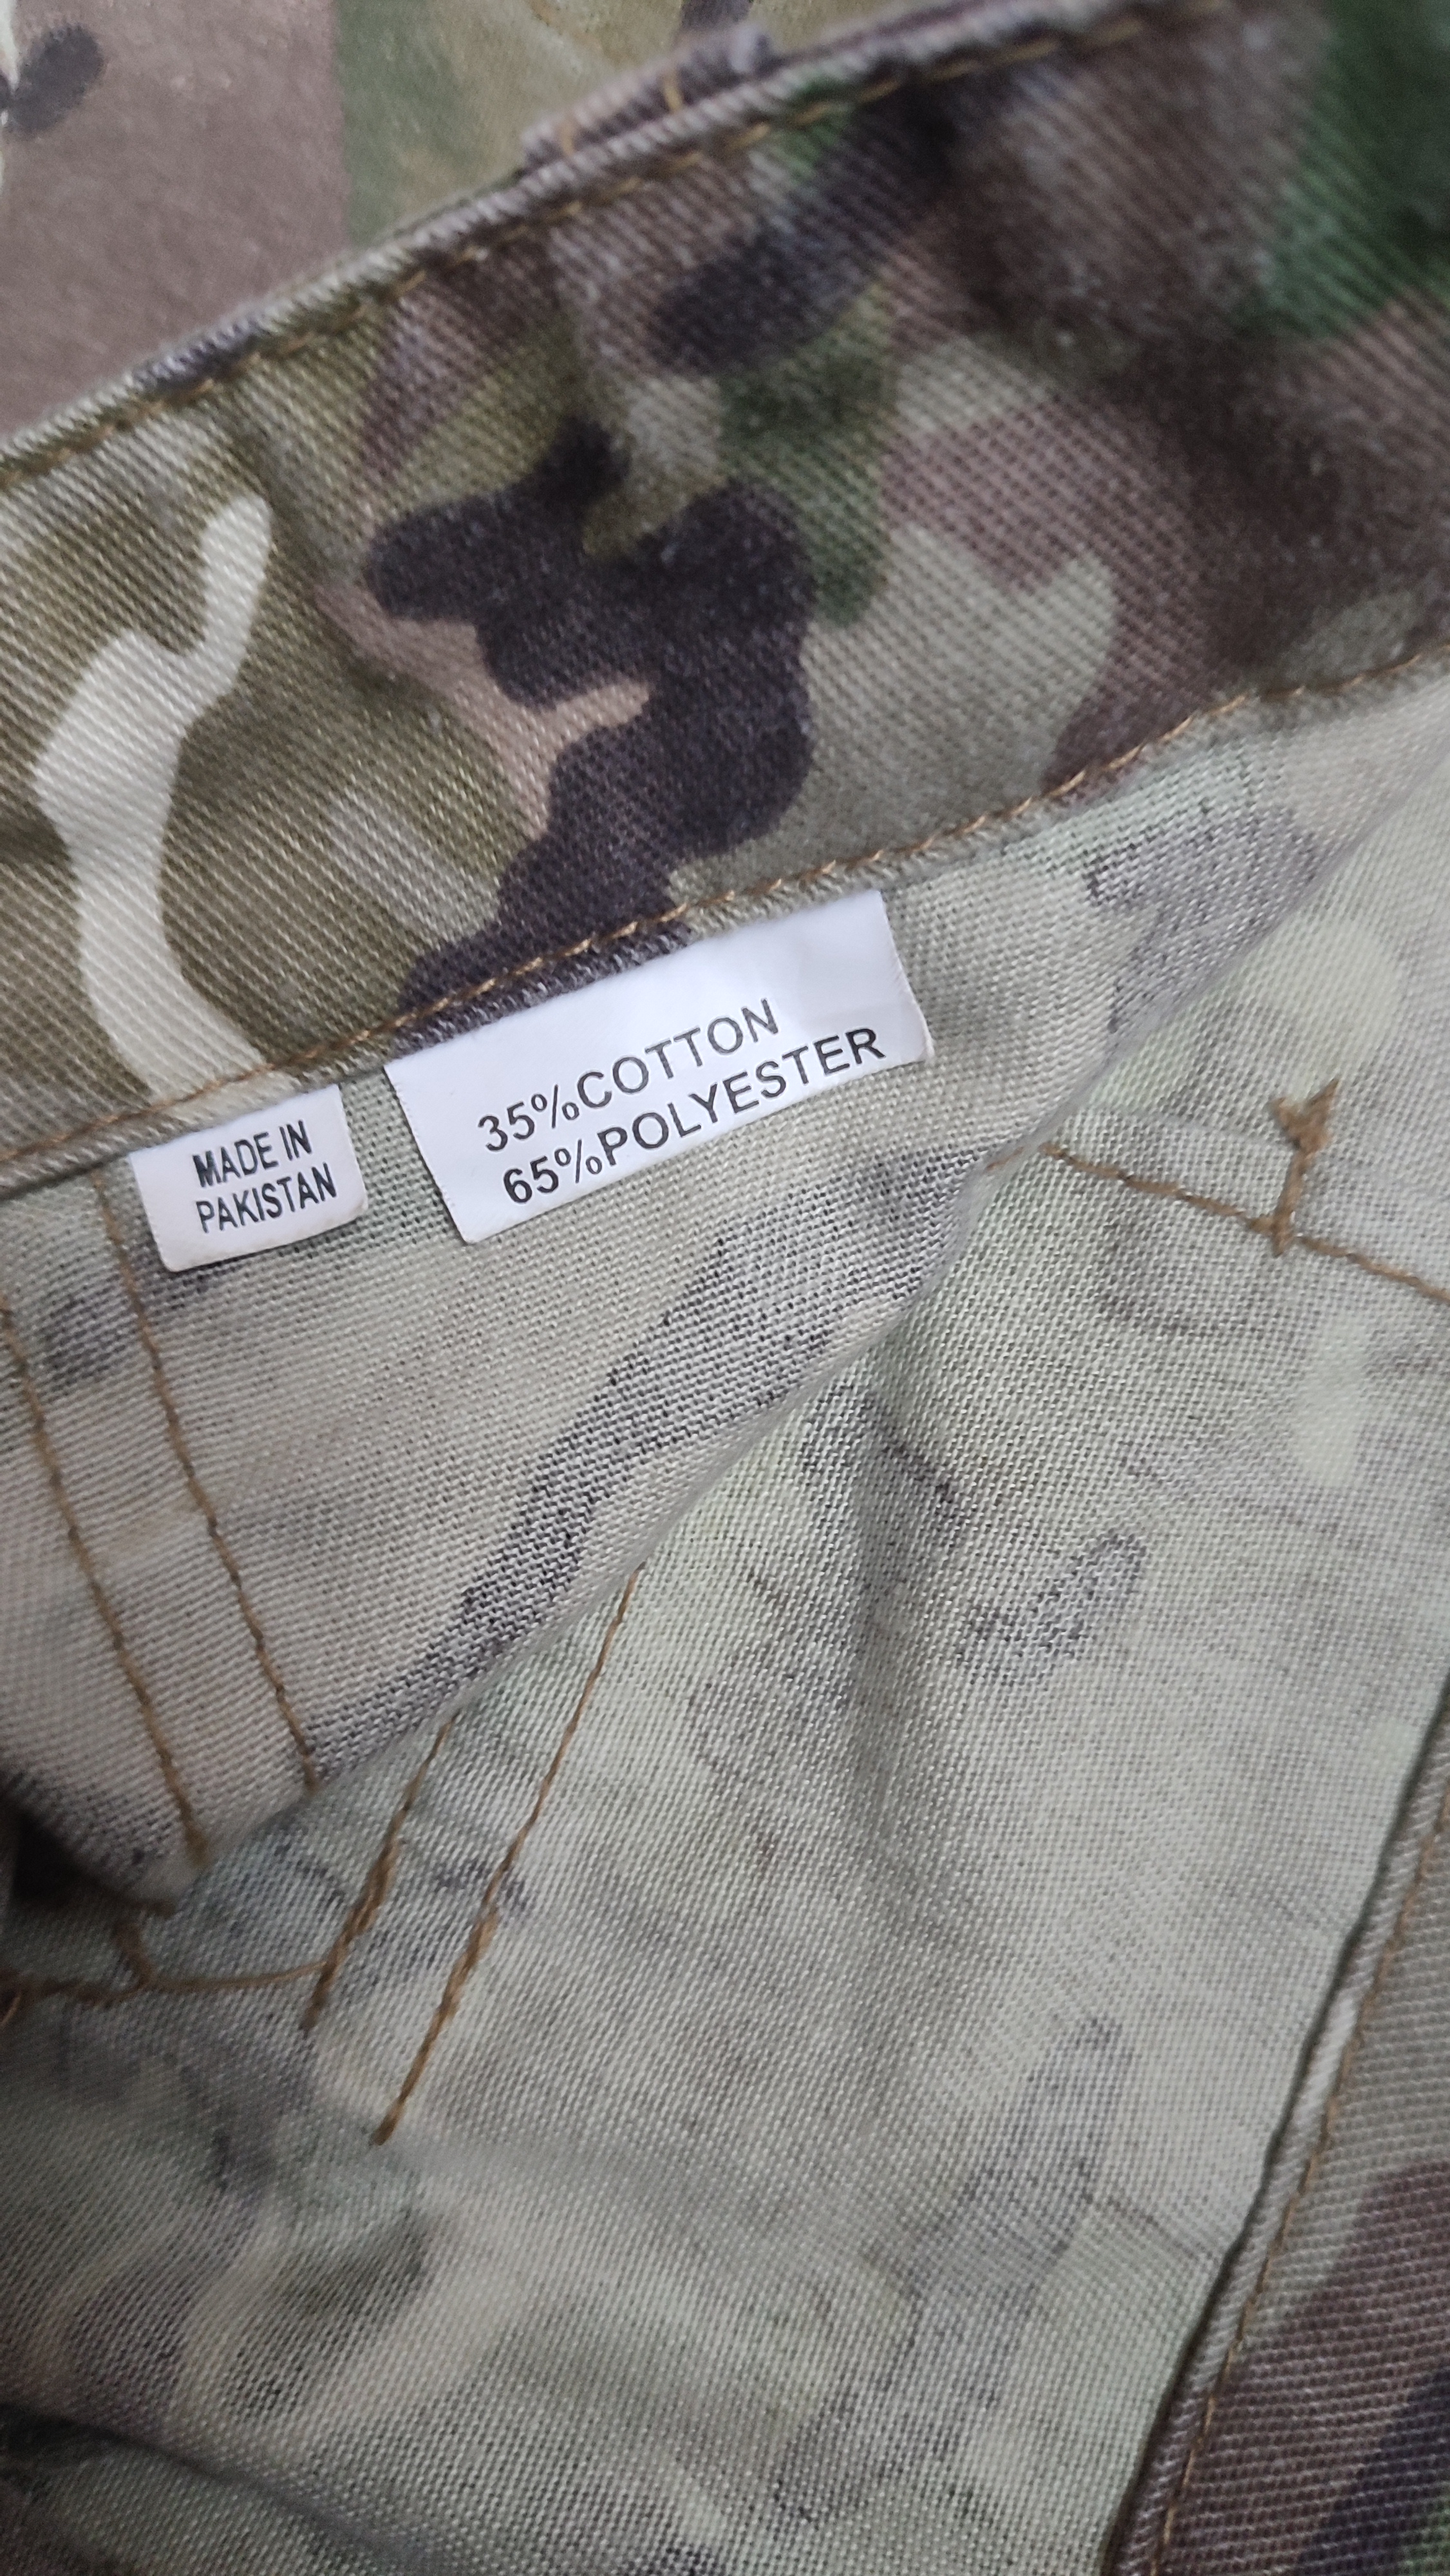 MADE IN
PAKISTAN
35%COTTON
65%POLYESTER